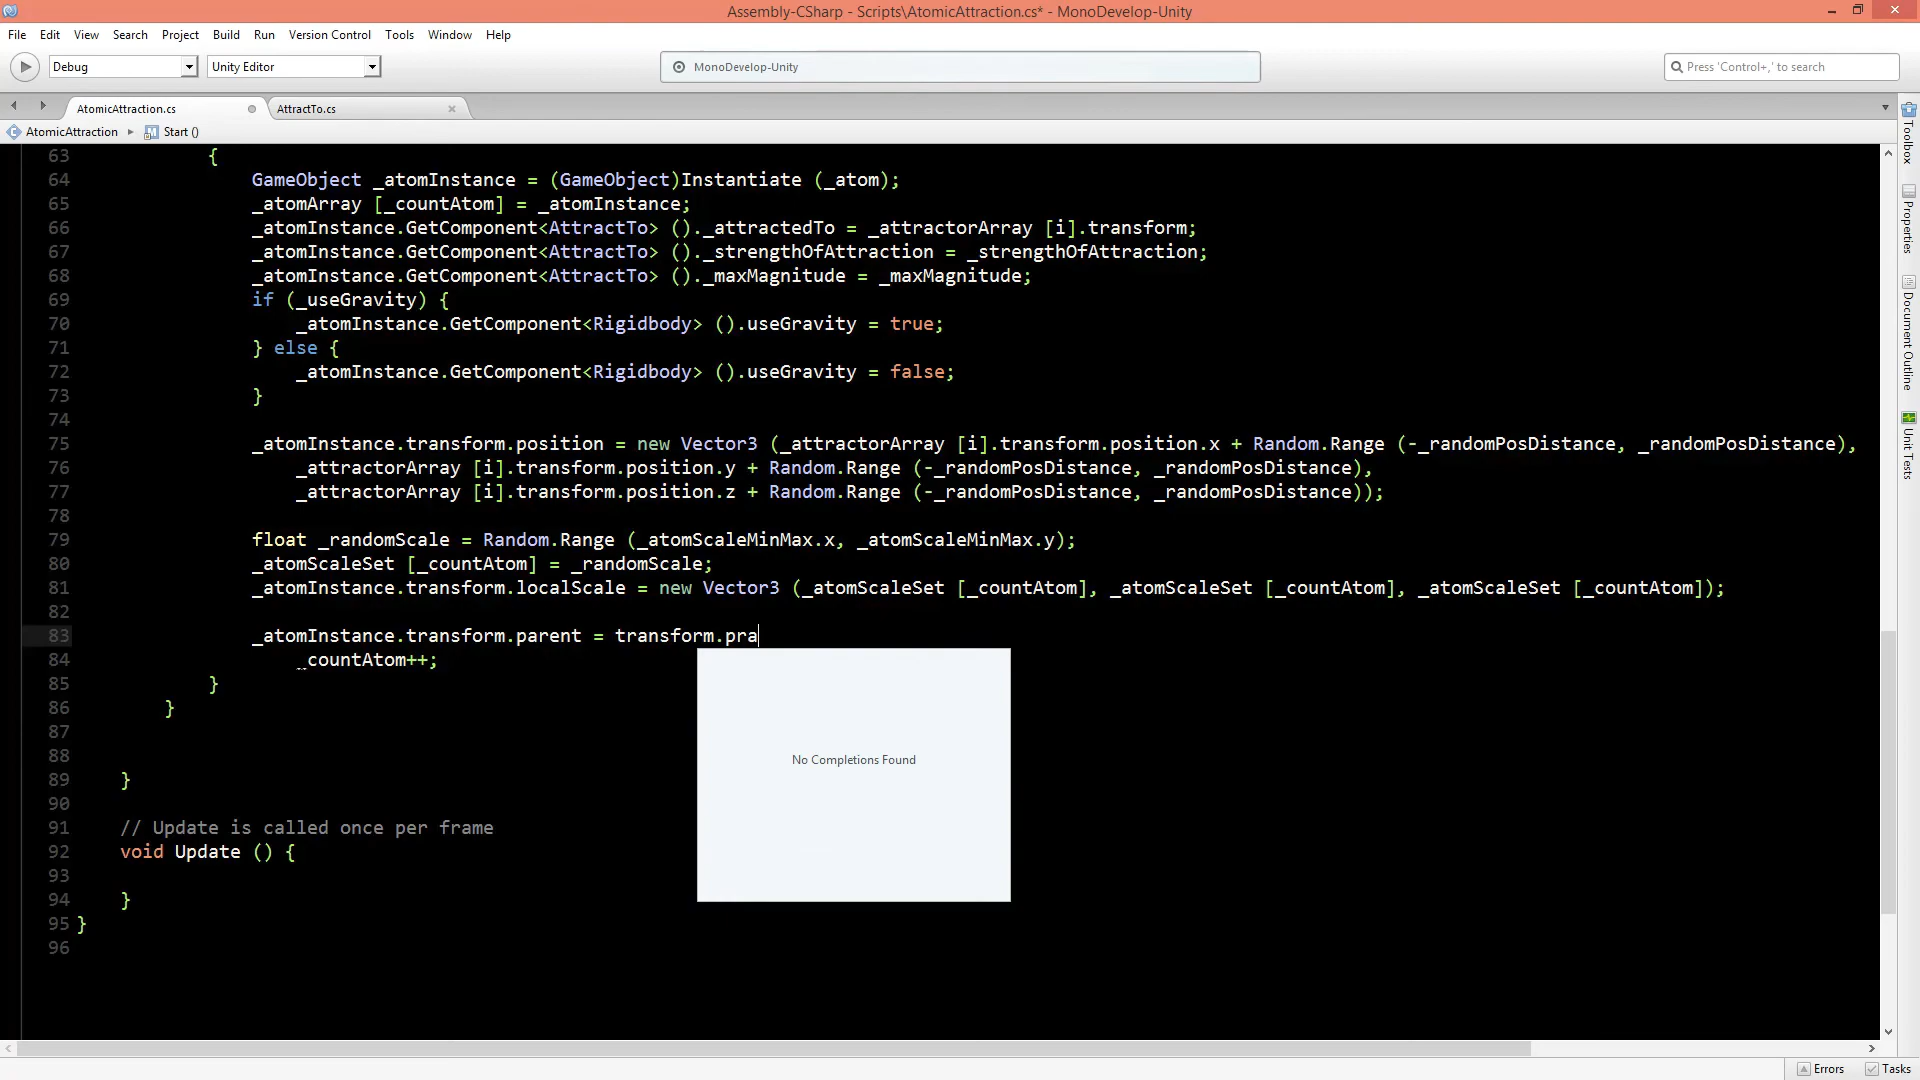 Assembly-CSharp - Scripts\AtomicAttraction.cs* - MonoDevelop-Unity
File Edit View Search Project Build Run Version Control Tools Window Help
Debug Unity Editor MonoDevelop-Unity Press 'Control+,' to search
AtomicAttraction.cs AttractTo.cs
AtomicAttraction Start ()
63 {
64 GameObject _atomInstance = (GameObject)Instantiate (_atom);
65 _atomArray [_countAtom] = _atomInstance;
66 _atomInstance.GetComponent<AttractTo> ()._attractedTo = _attractorArray [i].transform;
67 _atomInstance.GetComponent<AttractTo> ()._strengthOfAttraction = _strengthOfAttraction;
68 _atomInstance.GetComponent<AttractTo> ()._maxMagnitude = _maxMagnitude;
69 if (_useGravity) {
70 _atomInstance.GetComponent<Rigidbody> ().useGravity = true;
71 } else {
72 _atomInstance.GetComponent<Rigidbody> ().useGravity = false;
73 }
74
75 _atomInstance.transform.position = new Vector3 (_attractorArray [i].transform.position.x + Random.Range (-_randomPosDistance, _randomPosDistance),
76 _attractorArray [i].transform.position.y + Random.Range (-_randomPosDistance, _randomPosDistance),
77 _attractorArray [i].transform.position.z + Random.Range (-_randomPosDistance, _randomPosDistance));
78
79 float _randomScale = Random.Range (_atomScaleMinMax.x, _atomScaleMinMax.y);
80 _atomScaleSet [_countAtom] = _randomScale;
81 _atomInstance.transform.localScale = new Vector3 (_atomScaleSet [_countAtom], _atomScaleSet [_countAtom], _atomScaleSet [_countAtom]);
82
83 _atomInstance.transform.parent = transform.pra
84 _countAtom++;
85 }
86 }
87
88
89 }
90
91 // Update is called once per frame
92 void Update () {
93
94 }
95 }
96
No Completions Found
Toolbox
Properties
Document Outline
Unit Tests
Errors Tasks